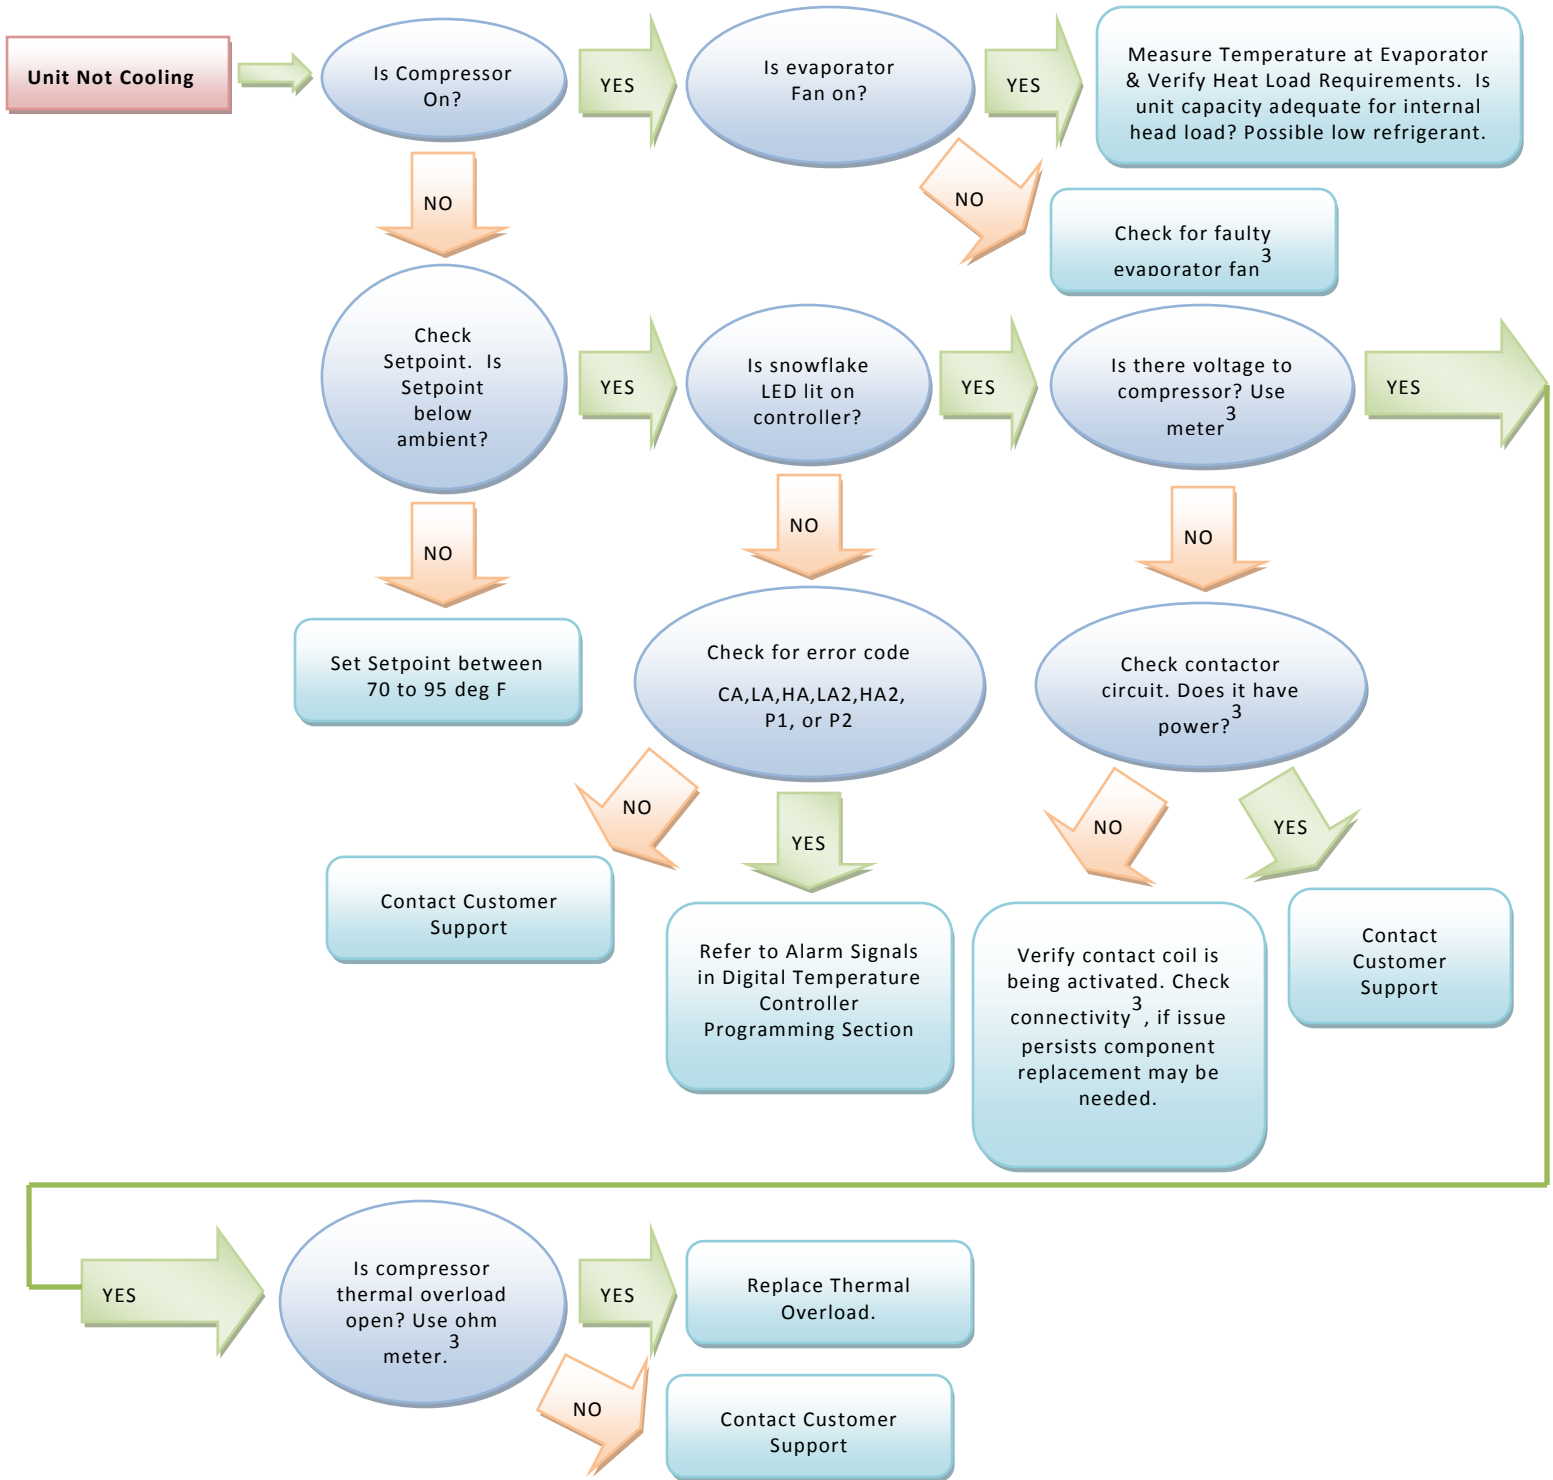 Unit Not Cooling
Is Compressor
On?
YES
Is evaporator
Fan on?
YES
Measure Temperature at Evaporator
& Verify Heat Load Requirements. Is
unit capacity adequate for internal
head load? Possible low refrigerant.
NO
NO
Check for faulty
evaporator fan3
Check
Setpoint. Is
Setpoint
below
ambient?
YES
Is snowflake
LED lit on
controller?
YES
Is there voltage to
compressor? Use
meter3
YES
NO
NO
NO
Set Setpoint between
70 to 95 deg F
Check for error code
CA,LA,HA,LA2,HA2,
P1, or P2
Check contactor
circuit. Does it have
power?3
NO
YES
NO
YES
Contact Customer
Support
Refer to Alarm Signals
in Digital Temperature
Controller
Programming Section
Verify contact coil is
being activated. Check
connectivity3, if issue
persists component
replacement may be
needed.
Contact
Customer
Support
YES
Is compressor
thermal overload
open? Use ohm
meter.3
YES
Replace Thermal
Overload.
NO
Contact Customer
Support